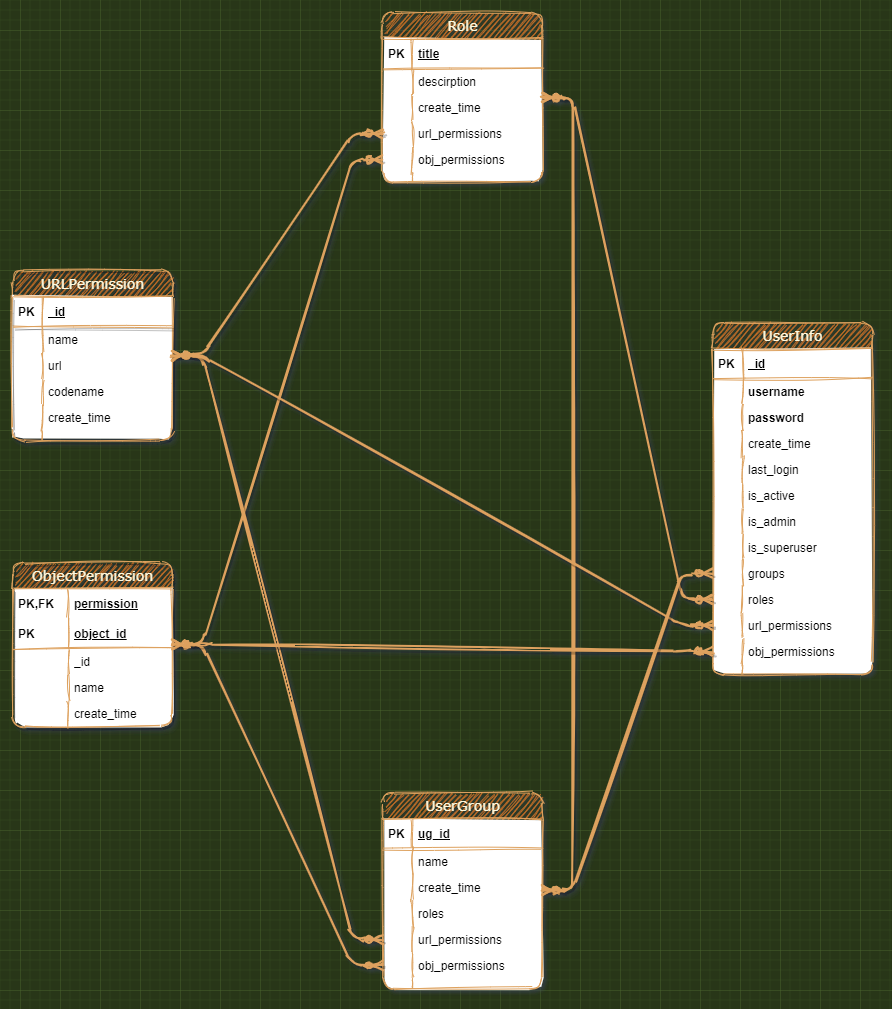 Role
PK title
descirption
create_time
url_permissions
obj_permissions
URLPermission
PK _id
name
url
codename
create_time
UserInfo
PK _id
username
password
create_time
last_login
is_active
is_admin
is_superuser
groups
roles
url_permissions
obj_permissions
ObjectPermission
PK,FK permission
PK object_id
_id
name
create_time
UserGroup
PK ug_id
name
create_time
roles
url_permissions
obj_permissions